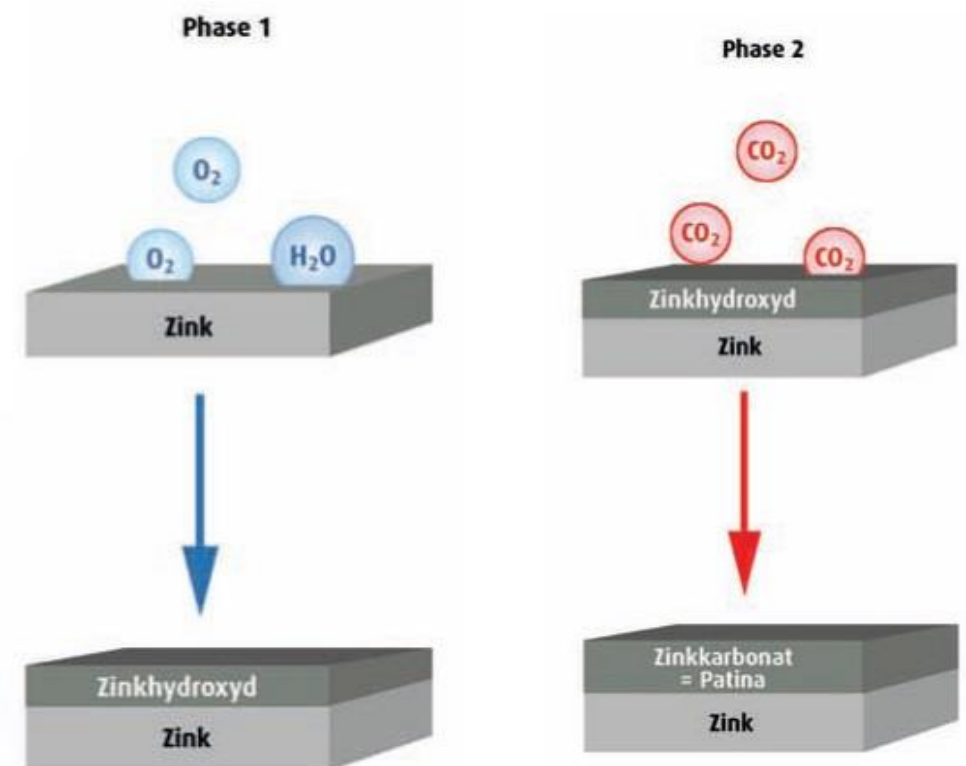 Phase 1
O₂
O₂
H₂O
Zink
Zinkhydroxyd
Zink
Phase 2
CO₂
CO₂
CO₂
Zinkhydroxyd
Zink
Zinkkarbonat
= Patina
Zink